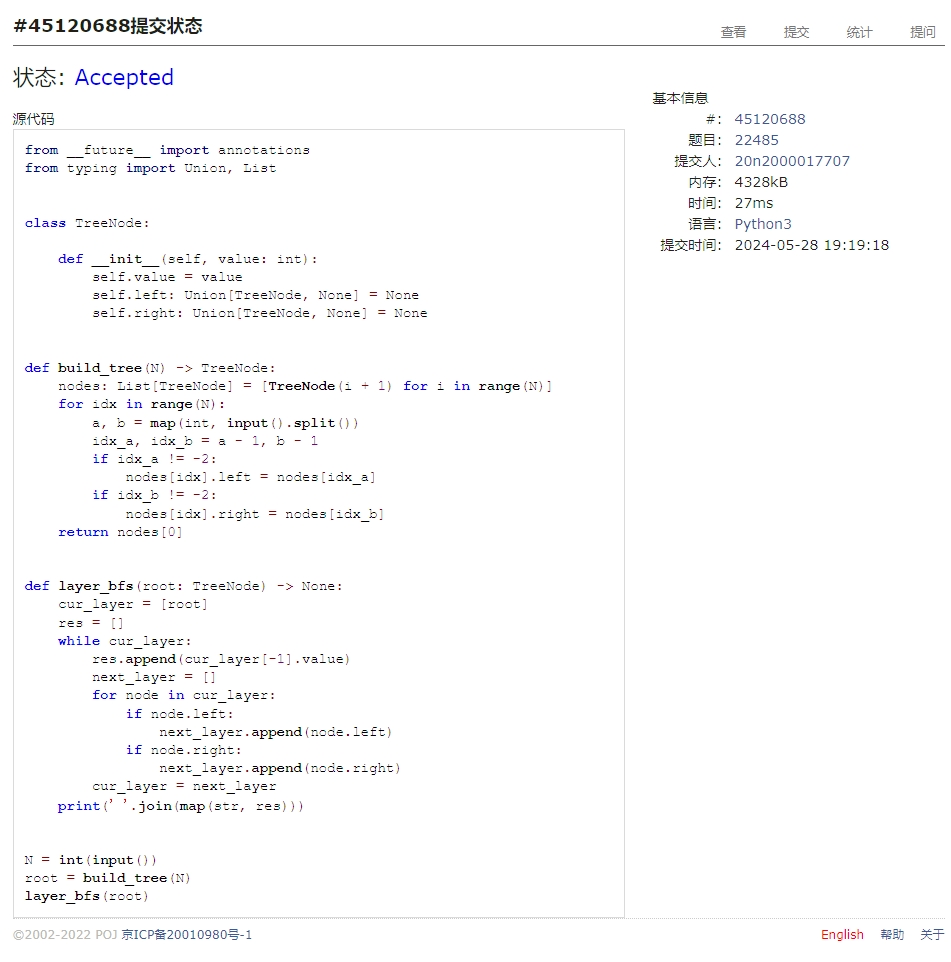 #45120688提交状态
查看 提交 统计 提问
状态: Accepted
源代码
from __future__ import annotations
from typing import Union, List


class TreeNode:

    def __init__(self, value: int):
        self.value = value
        self.left: Union[TreeNode, None] = None
        self.right: Union[TreeNode, None] = None


def build_tree(N) -> TreeNode:
    nodes: List[TreeNode] = [TreeNode(i + 1) for i in range(N)]
    for idx in range(N):
        a, b = map(int, input().split())
        idx_a, idx_b = a - 1, b - 1
        if idx_a != -2:
            nodes[idx].left = nodes[idx_a]
        if idx_b != -2:
            nodes[idx].right = nodes[idx_b]
    return nodes[0]


def layer_bfs(root: TreeNode) -> None:
    cur_layer = [root]
    res = []
    while cur_layer:
        res.append(cur_layer[-1].value)
        next_layer = []
        for node in cur_layer:
            if node.left:
                next_layer.append(node.left)
            if node.right:
                next_layer.append(node.right)
        cur_layer = next_layer
    print(' '.join(map(str, res)))


N = int(input())
root = build_tree(N)
layer_bfs(root)
基本信息
#: 45120688
题目: 22485
提交人: 20n2000017707
内存: 4328kB
时间: 27ms
语言: Python3
提交时间: 2024-05-28 19:19:18
©2002-2022 POJ 京ICP备20010980号-1
English 帮助 关于